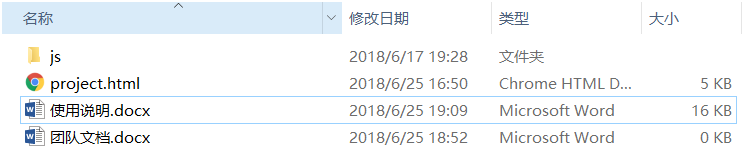 名称 修改日期 类型 大小
js 2018/6/17 19:28 文件夹
project.html 2018/6/25 16:50 Chrome HTML D... 5 KB
使用说明.docx 2018/6/25 19:09 Microsoft Word 16 KB
团队文档.docx 2018/6/25 18:52 Microsoft Word 0 KB